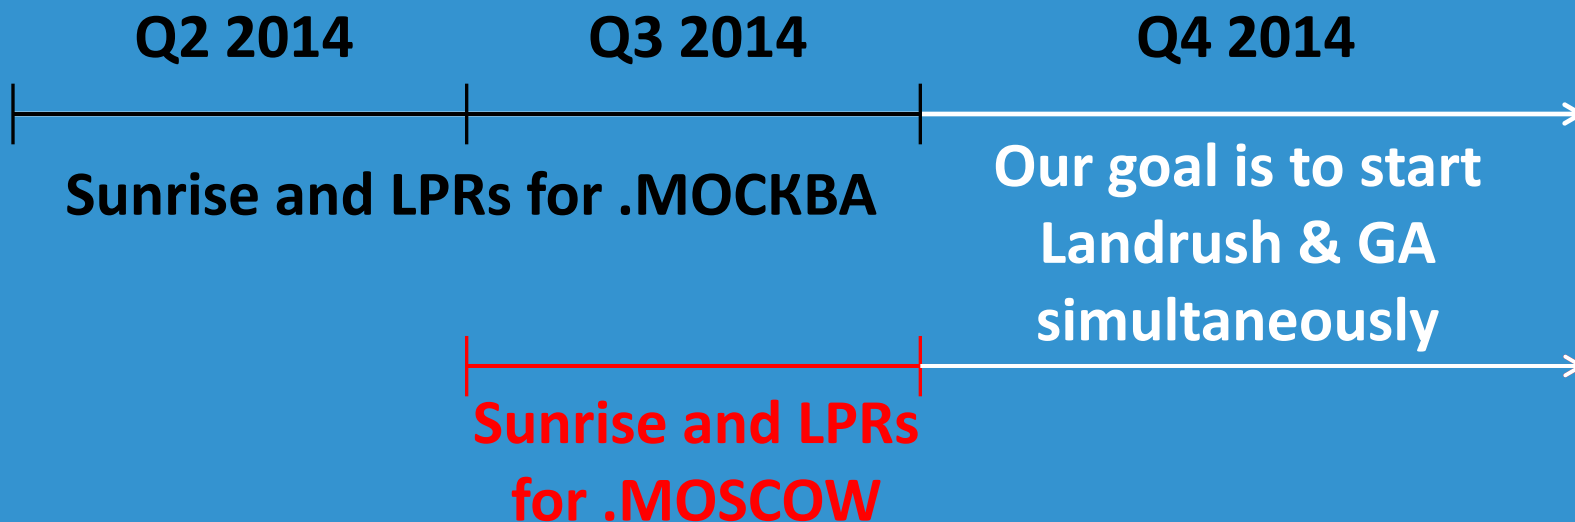 Q2 2014 Q3 2014 Q4 2014
Sunrise and LPRs for .МОСКВА
Our goal is to start
Landrush & GA
simultaneously
Sunrise and LPRs
for .MOSCOW